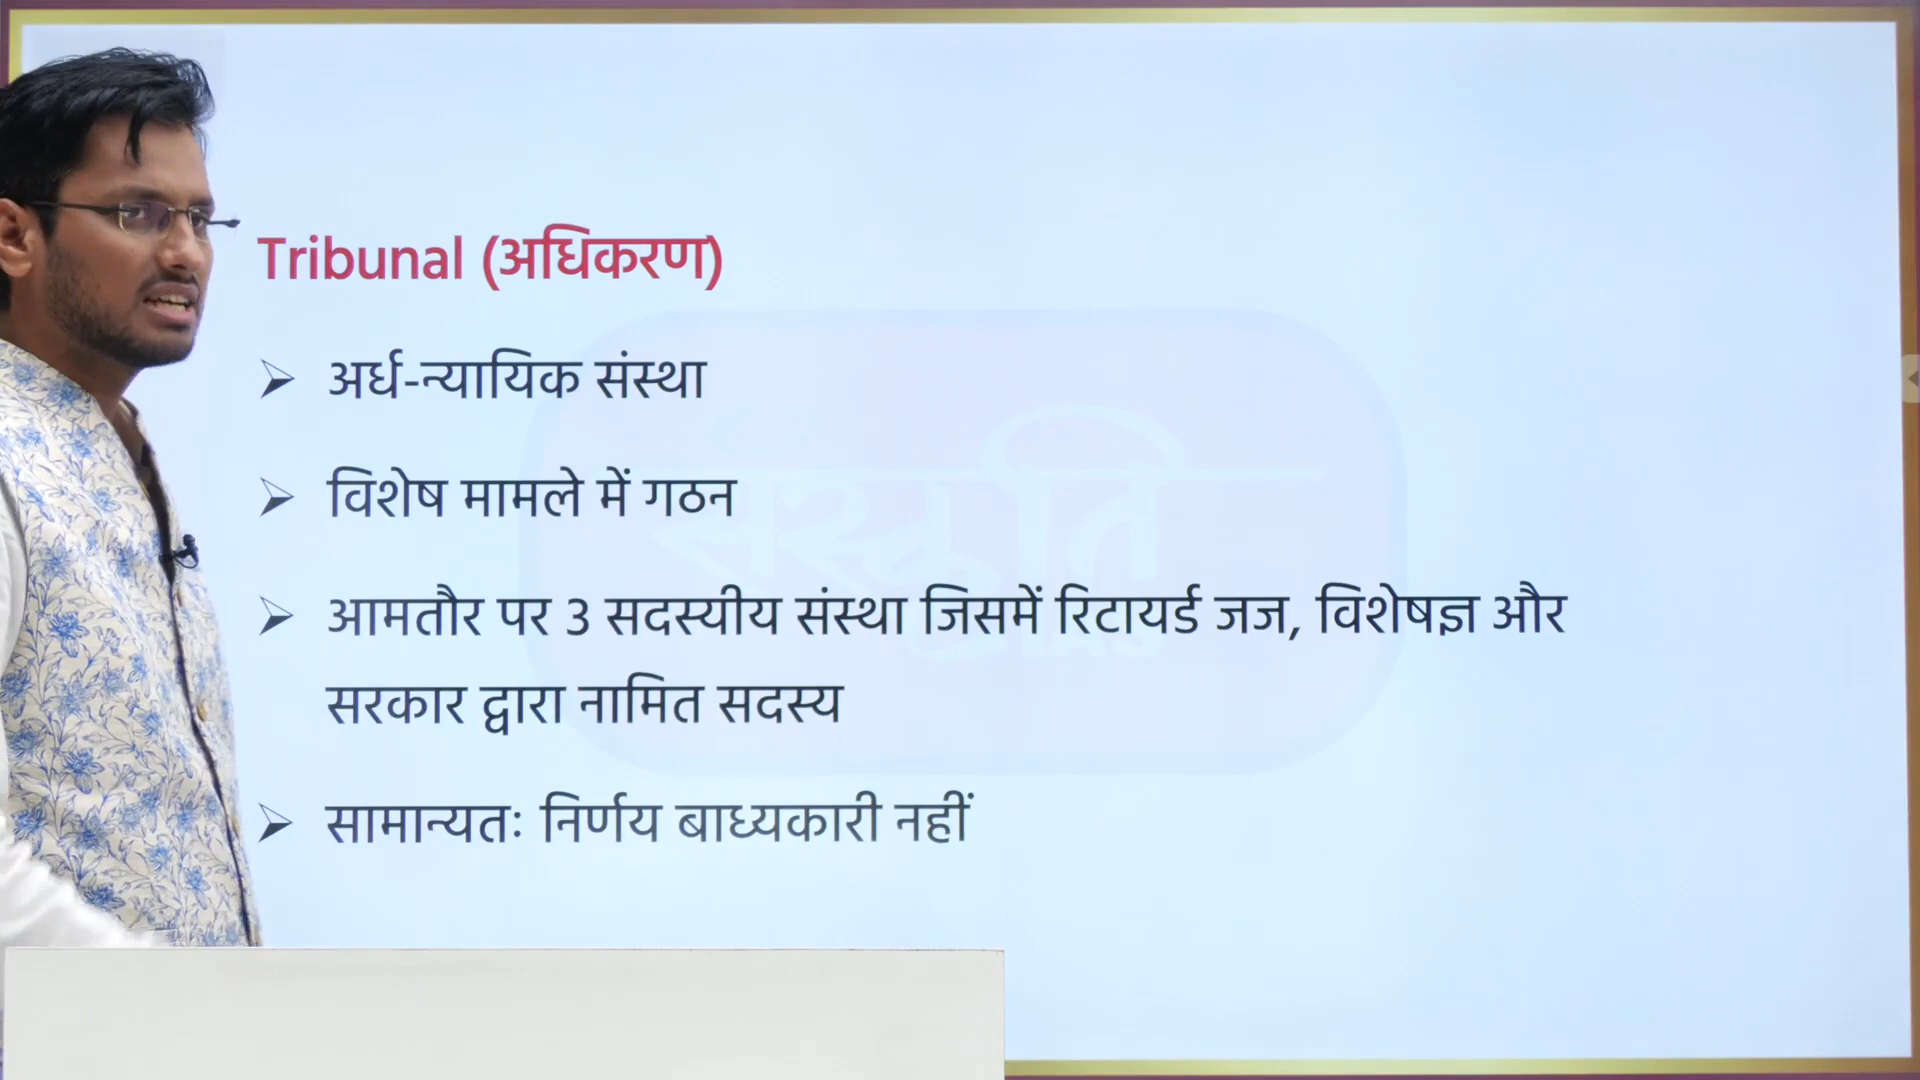 Tribunal (अधिकरण)
➢ अर्ध-न्यायिक संस्था
➢ विशेष मामले में गठन
➢ आमतौर पर 3 सदस्यीय संस्था जिसमें रिटायर्ड जज, विशेषज्ञ और
सरकार द्वारा नामित सदस्य
➢ सामान्यतः निर्णय बाध्यकारी नहीं
संस्कृति
IAS